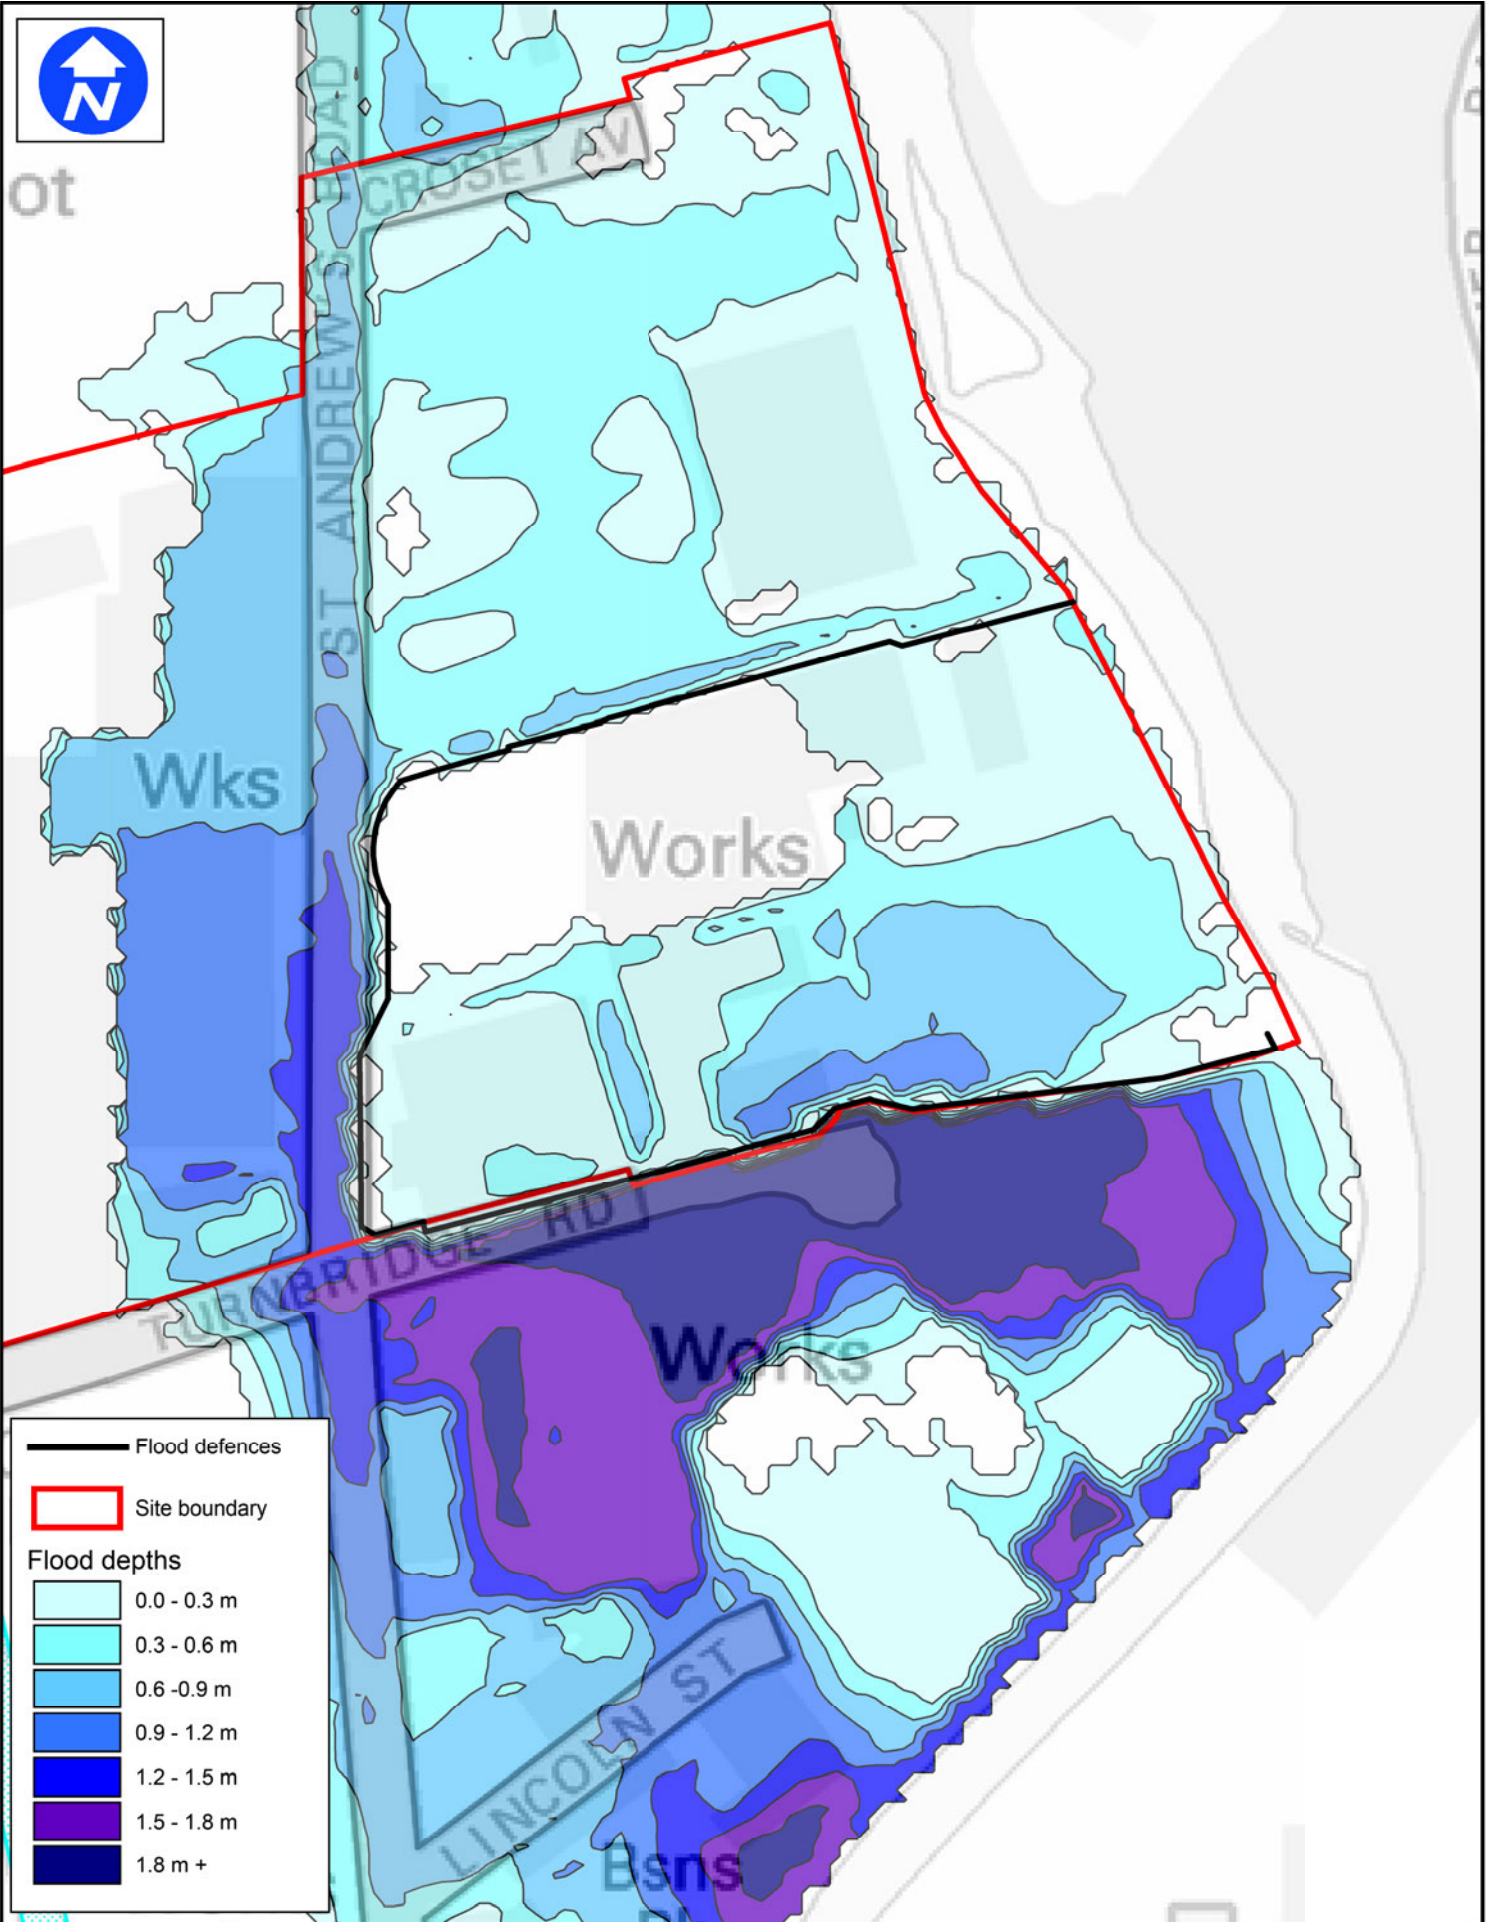 N
ot
ST ANDREW'S ROAD
CROSET AV
Wks
Works
TURNBRIDGE RD
Works
LINCOLN ST
Bsns
Flood defences
Site boundary
Flood depths
0.0 - 0.3 m
0.3 - 0.6 m
0.6 -0.9 m
0.9 - 1.2 m
1.2 - 1.5 m
1.5 - 1.8 m
1.8 m +